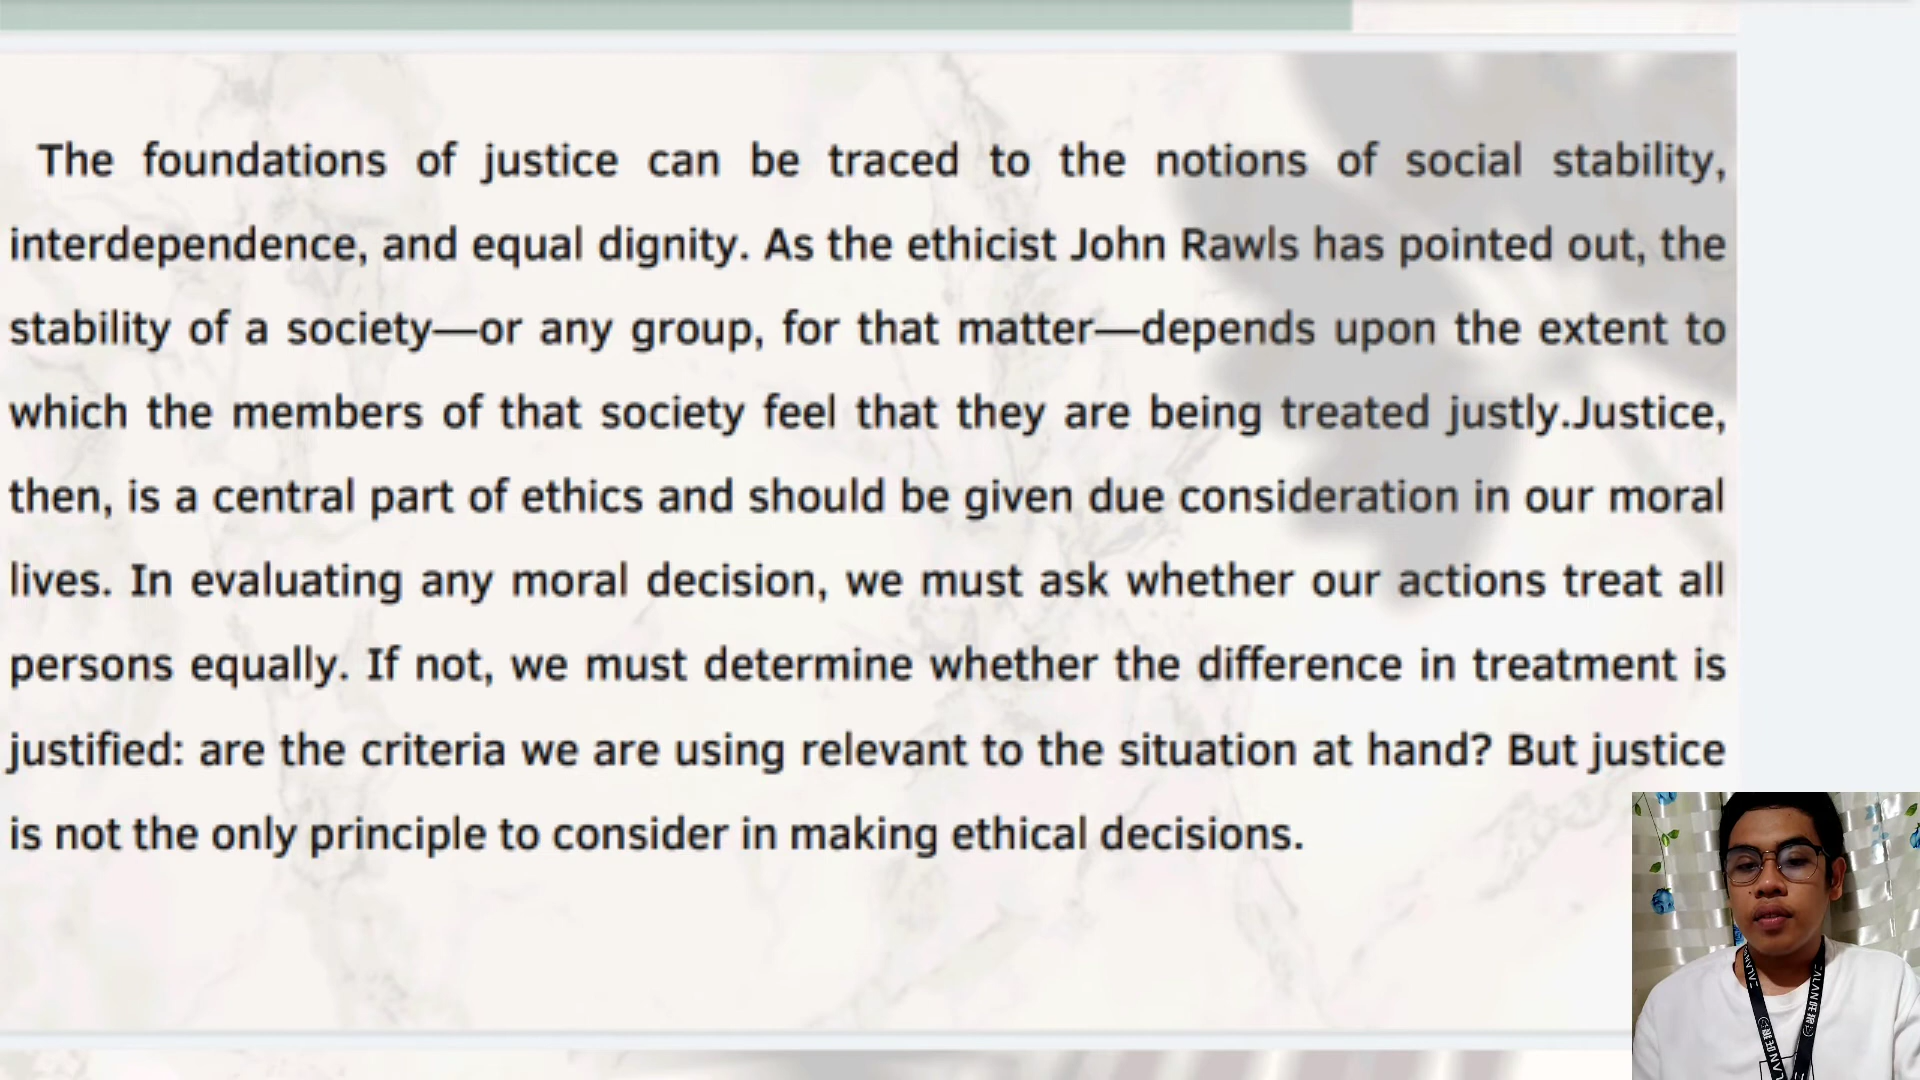 The foundations of justice can be traced to the notions of social stability,
interdependence, and equal dignity. As the ethicist John Rawls has pointed out, the
stability of a society—or any group, for that matter—depends upon the extent to
which the members of that society feel that they are being treated justly.Justice,
then, is a central part of ethics and should be given due consideration in our moral
lives. In evaluating any moral decision, we must ask whether our actions treat all
persons equally. If not, we must determine whether the difference in treatment is
justified: are the criteria we are using relevant to the situation at hand? But justice
is not the only principle to consider in making ethical decisions.